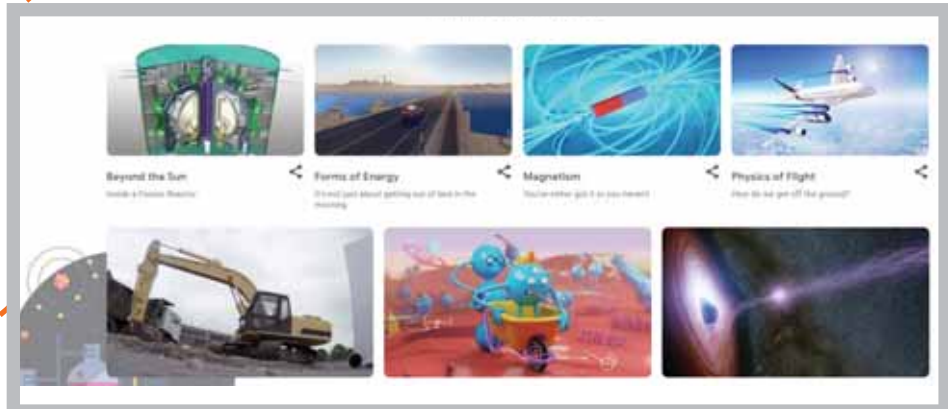 Beyond the Sun
Inside a Fusion Reactor
Forms of Energy
It's not just about getting out of bed in the
morning
Magnetism
You've either got it or you haven't
Physics of Flight
How do we get off the ground?